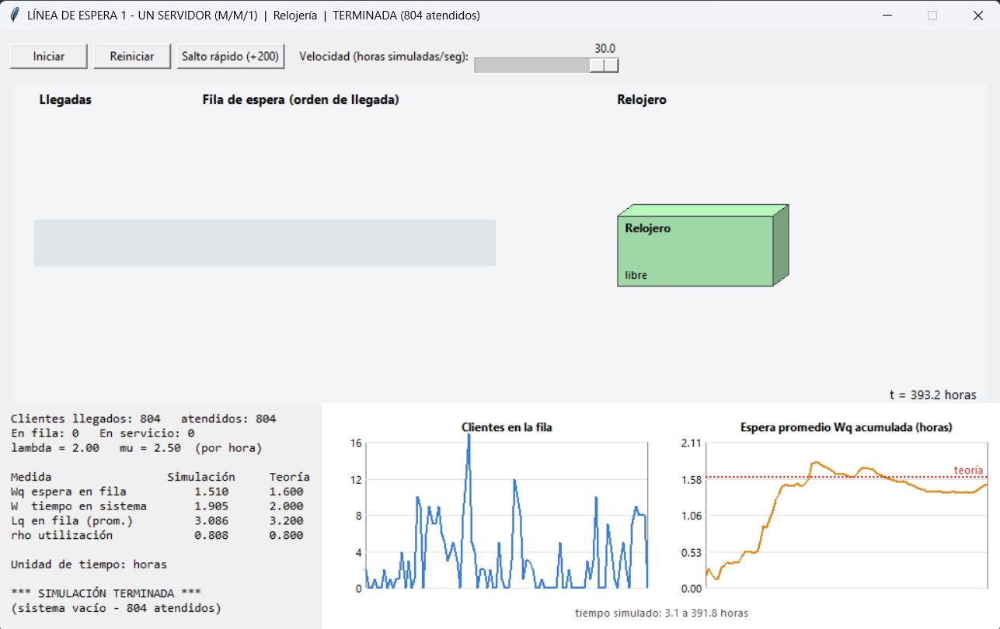 LÍNEA DE ESPERA 1 - UN SERVIDOR (M/M/1) | Relojería | TERMINADA (804 atendidos)
Iniciar Reiniciar Salto rápido (+200) Velocidad (horas simuladas/seg): 30.0
Llegadas Fila de espera (orden de llegada) Relojero
Relojero
libre
t = 393.2 horas
Clientes llegados: 804 atendidos: 804
En fila: 0 En servicio: 0
lambda = 2.00 mu = 2.50 (por hora)
Medida Simulación Teoría
Wq espera en fila 1.510 1.600
W tiempo en sistema 1.905 2.000
Lq en fila (prom.) 3.086 3.200
rho utilización 0.808 0.800
Unidad de tiempo: horas
*** SIMULACIÓN TERMINADA ***
(sistema vacío - 804 atendidos)
Clientes en la fila
16
12
8
4
0
Espera promedio Wq acumulada (horas)
2.11
teoría
1.58
1.06
0.53
0.00
tiempo simulado: 3.1 a 391.8 horas